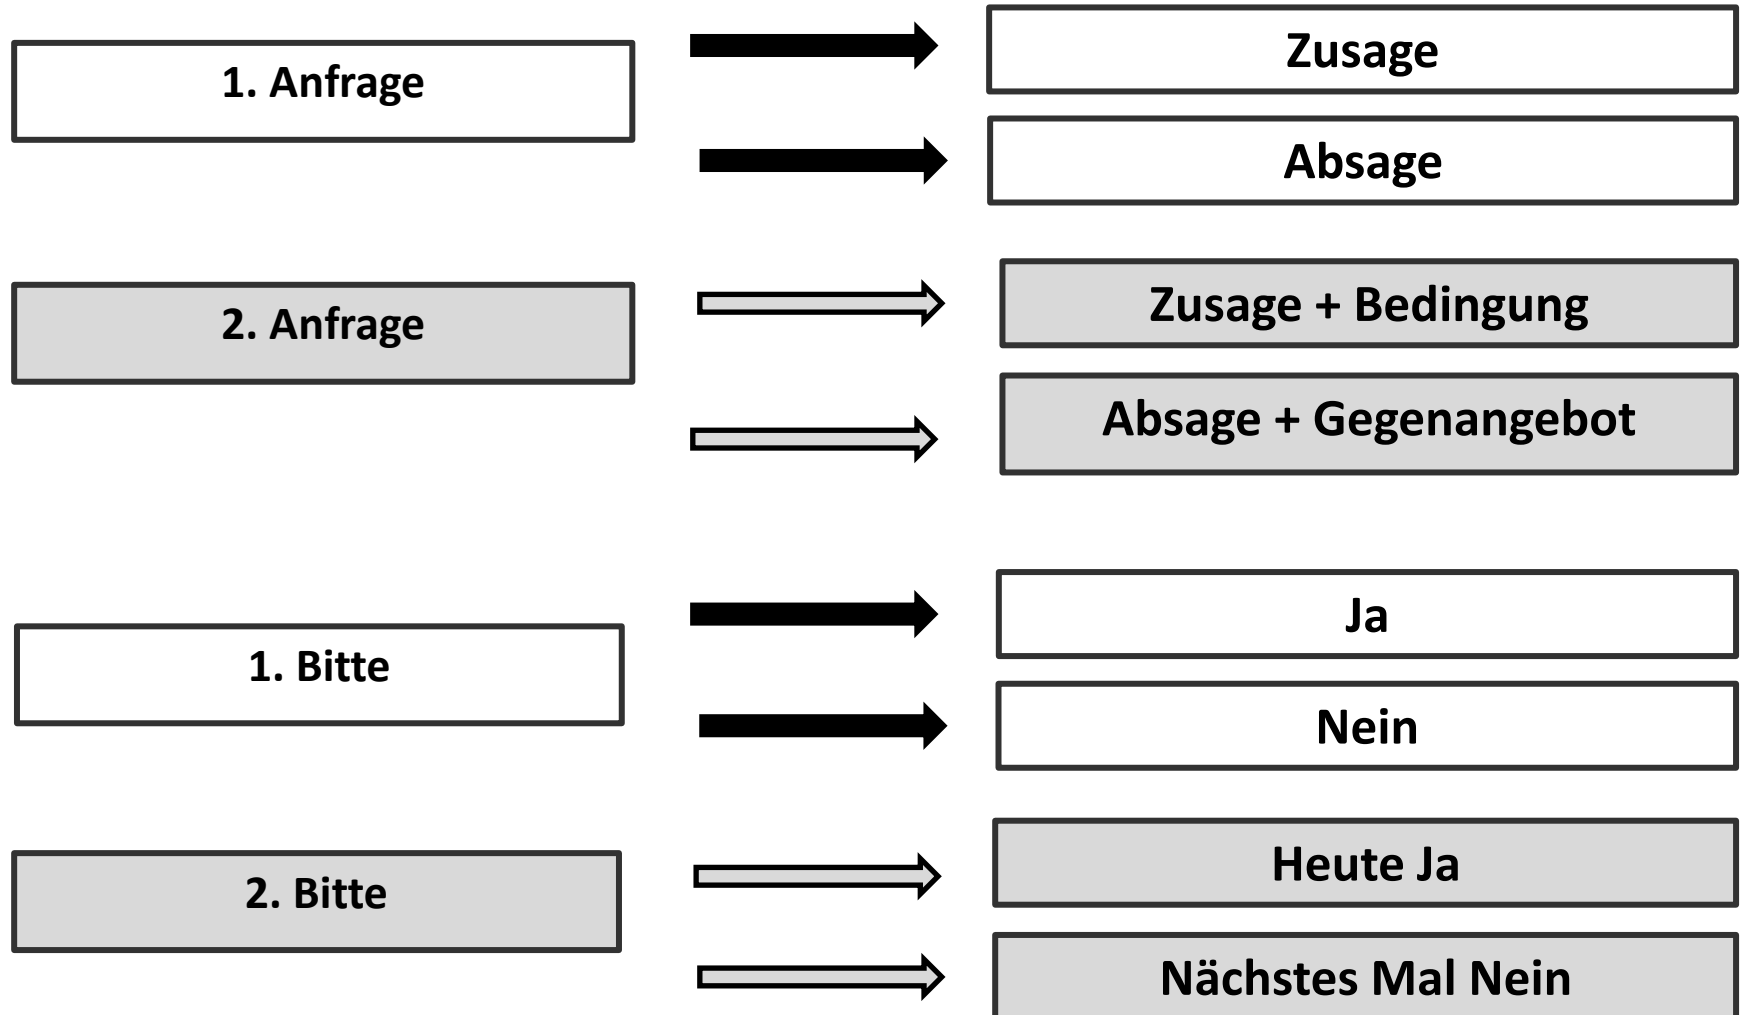 1. Anfrage
Zusage
Absage
2. Anfrage
Zusage + Bedingung
Absage + Gegenangebot
1. Bitte
Ja
Nein
2. Bitte
Heute Ja
Nächstes Mal Nein